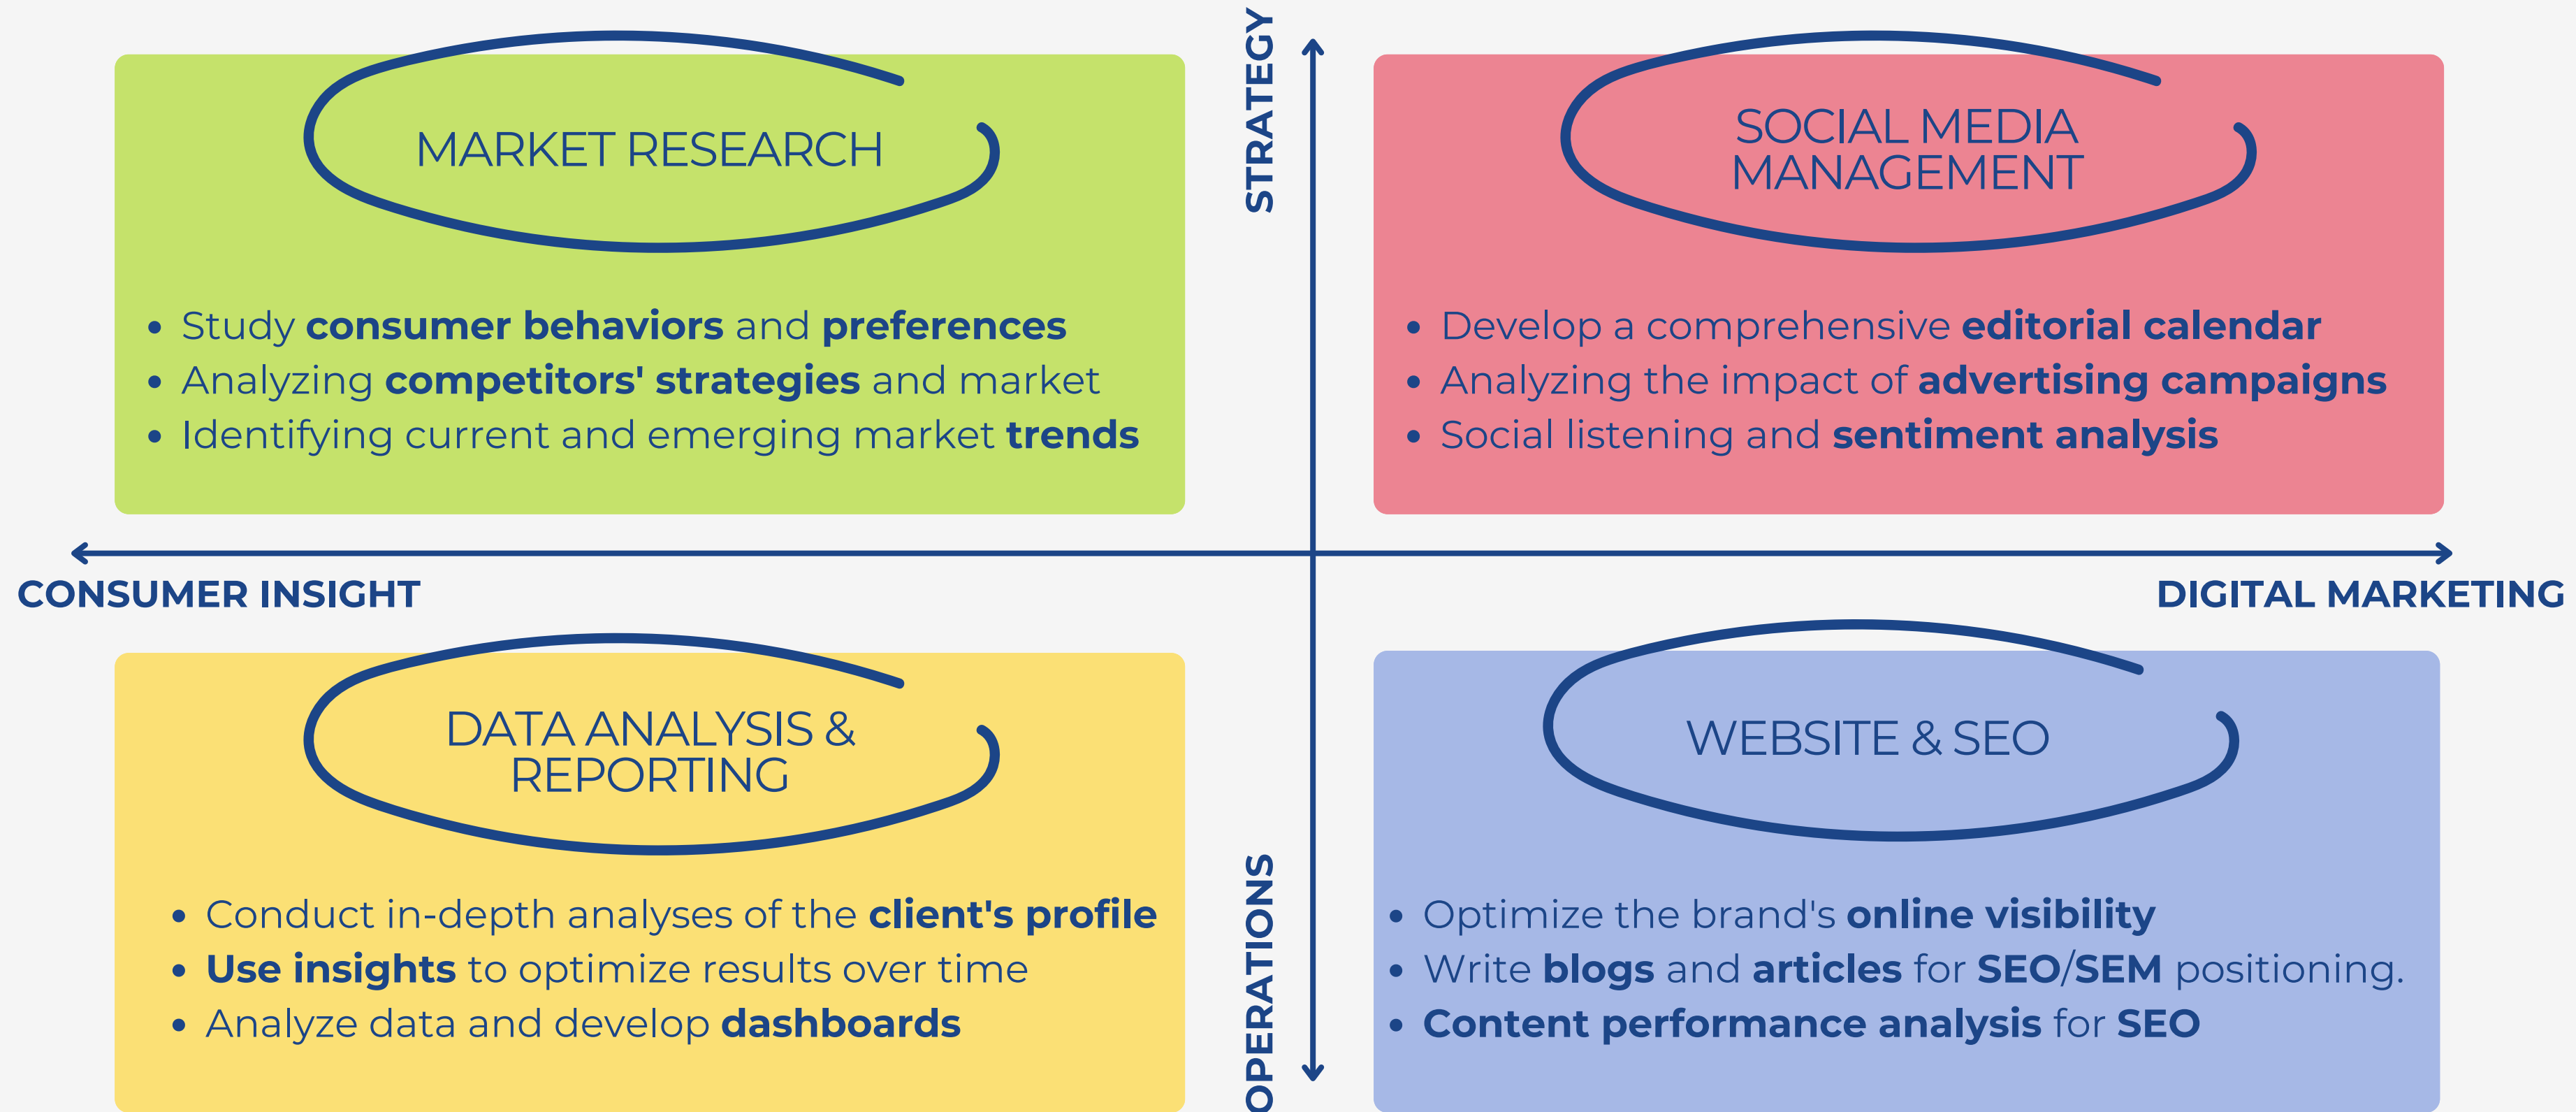 STRATEGY
MARKET RESEARCH
• Study consumer behaviors and preferences
• Analyzing competitors' strategies and market
• Identifying current and emerging market trends
SOCIAL MEDIA
MANAGEMENT
• Develop a comprehensive editorial calendar
• Analyzing the impact of advertising campaigns
• Social listening and sentiment analysis
CONSUMER INSIGHT
DIGITAL MARKETING
DATA ANALYSIS &
REPORTING
• Conduct in-depth analyses of the client's profile
• Use insights to optimize results over time
• Analyze data and develop dashboards
WEBSITE & SEO
• Optimize the brand's online visibility
• Write blogs and articles for SEO/SEM positioning.
• Content performance analysis for SEO
OPERATIONS